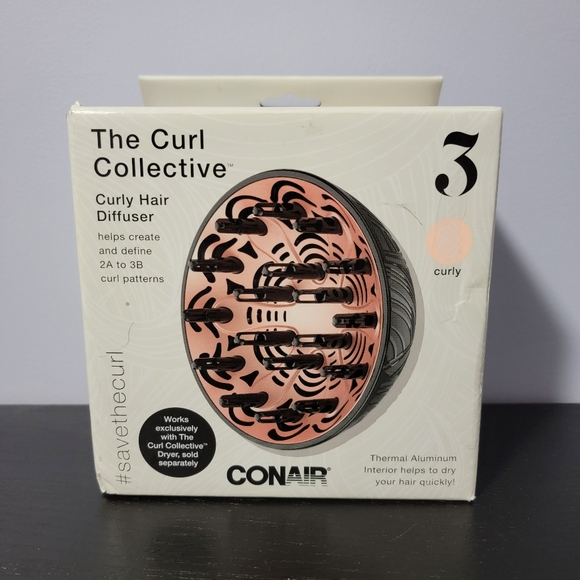 The Curl
Collective™
Curly Hair
Diffuser
helps create
and define
2A to 3B
curl patterns
3
curly
#savethecurl
Works
exclusively
with The
Curl Collective™
Dryer, sold
separately
CONAIR®
Thermal Aluminum
Interior helps to dry
your hair quickly!